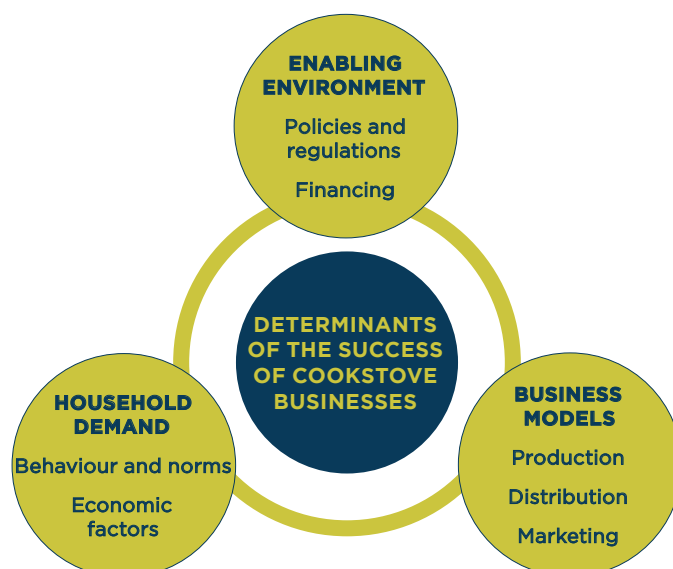 ENABLING
ENVIRONMENT
Policies and
regulations
Financing
DETERMINANTS
OF THE SUCCESS
OF COOKSTOVE
BUSINESSES
HOUSEHOLD
DEMAND
Behaviour and norms
Economic
factors
BUSINESS
MODELS
Production
Distribution
Marketing